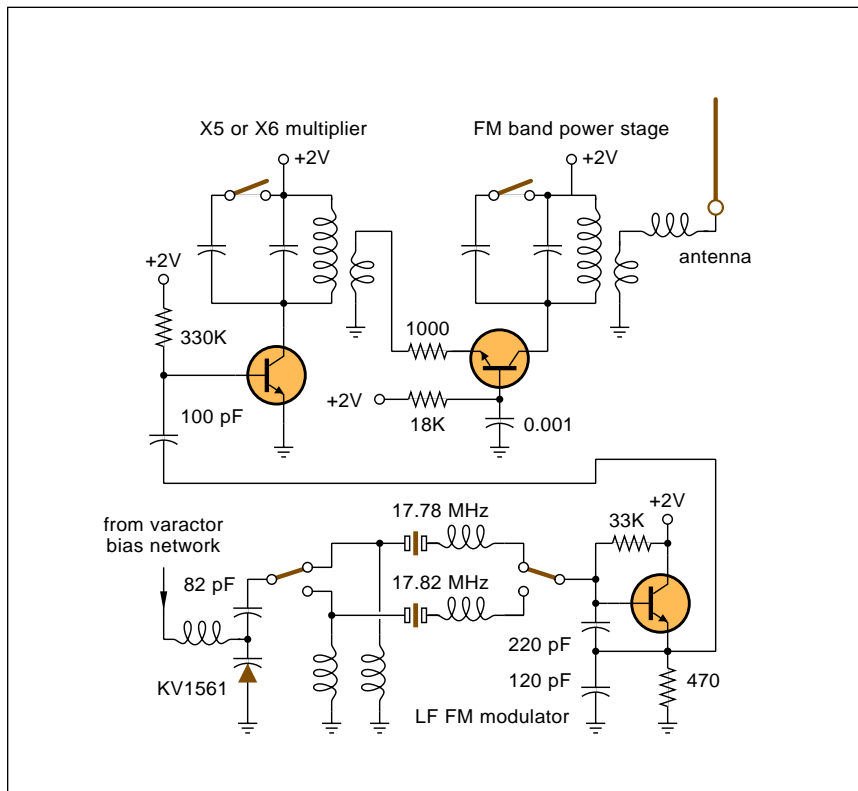 X5 or X6 multiplier
FM band power stage
+2V
+2V
antenna
+2V
330K
1000
+2V
18K
0.001
100 pF
17.78 MHz
+2V
33K
from varactor
bias network
17.82 MHz
82 pF
220 pF
KV1561
120 pF
470
LF FM modulator